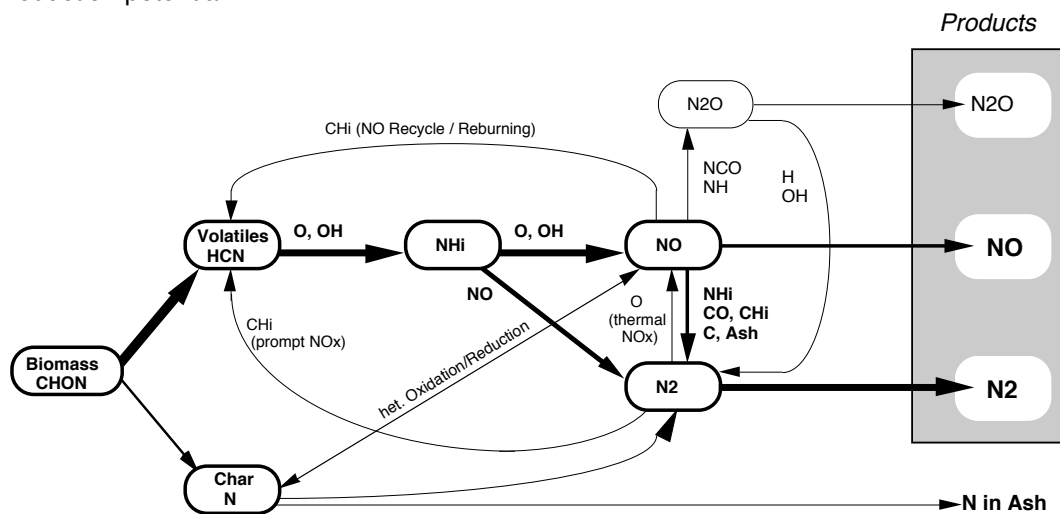 Products
N2O
N2O
CHi (NO Recycle / Reburning)
NCO
NH
H
OH
Volatiles
HCN
O, OH
NHi
O, OH
NO
NO
NO
CHi
(prompt NOx)
O
(thermal
NOx)
NHi
CO, CHi
C, Ash
het. Oxidation/Reduction
Biomass
CHON
N2
N2
Char
N
N in Ash